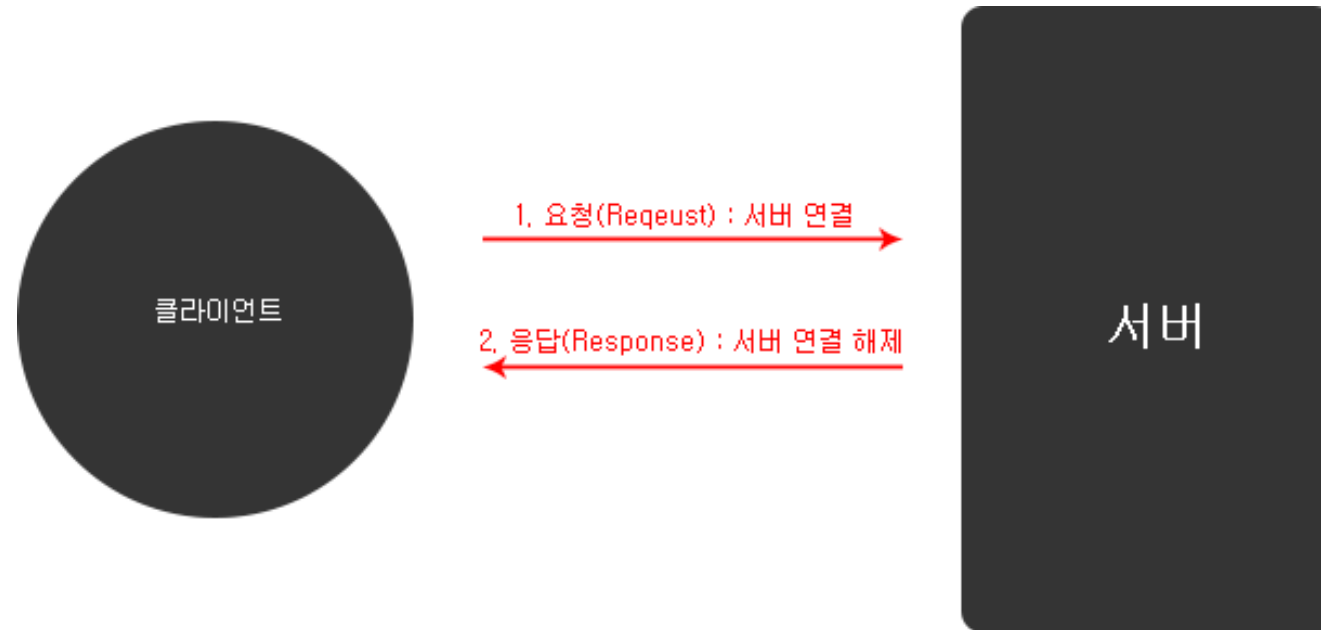 1. 요청(Reqeust) : 서버 연결
클라이언트
2. 응답(Response) : 서버 연결 해제
서버